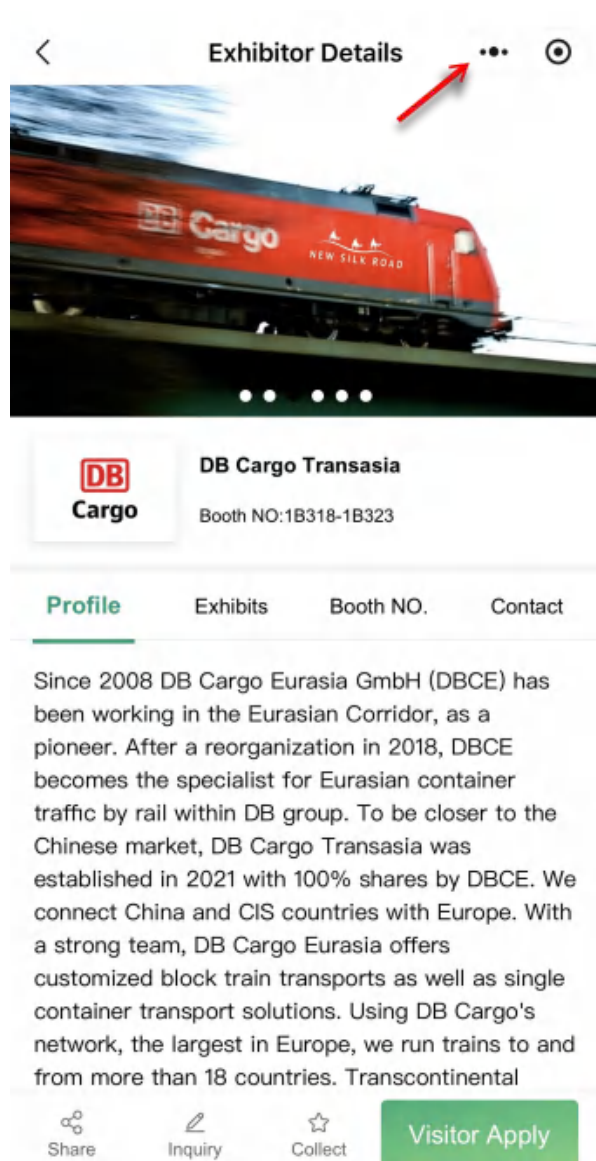 Exhibitor Details
DB Cargo
NEW SILK ROAD
DB
Cargo
DB Cargo Transasia
Booth NO:1B318-1B323
Profile
Exhibits
Booth NO.
Contact
Since 2008 DB Cargo Eurasia GmbH (DBCE) has
been working in the Eurasian Corridor, as a
pioneer. After a reorganization in 2018, DBCE
becomes the specialist for Eurasian container
traffic by rail within DB group. To be closer to the
Chinese market, DB Cargo Transasia was
established in 2021 with 100% shares by DBCE. We
connect China and CIS countries with Europe. With
a strong team, DB Cargo Eurasia offers
customized block train transports as well as single
container transport solutions. Using DB Cargo's
network, the largest in Europe, we run trains to and
from more than 18 countries. Transcontinental
Share
Inquiry
Collect
Visitor Apply